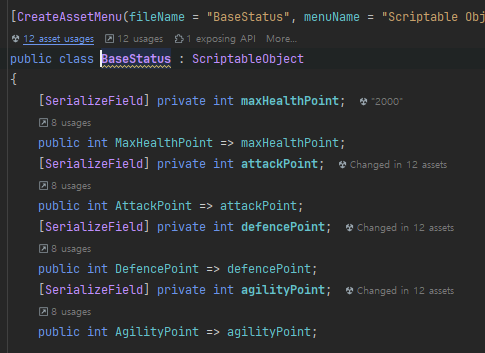 [CreateAssetMenu(fileName = "BaseStatus", menuName = "Scriptable Obj
12 asset usages 12 usages 1 exposing API More...
public class BaseStatus : ScriptableObject
{
[SerializeField] private int maxHealthPoint; "2000"
8 usages
public int MaxHealthPoint => maxHealthPoint;
[SerializeField] private int attackPoint; Changed in 12 assets
8 usages
public int AttackPoint => attackPoint;
[SerializeField] private int defencePoint; Changed in 12 assets
8 usages
public int DefencePoint => defencePoint;
[SerializeField] private int agilityPoint; Changed in 12 assets
8 usages
public int AgilityPoint => agilityPoint;